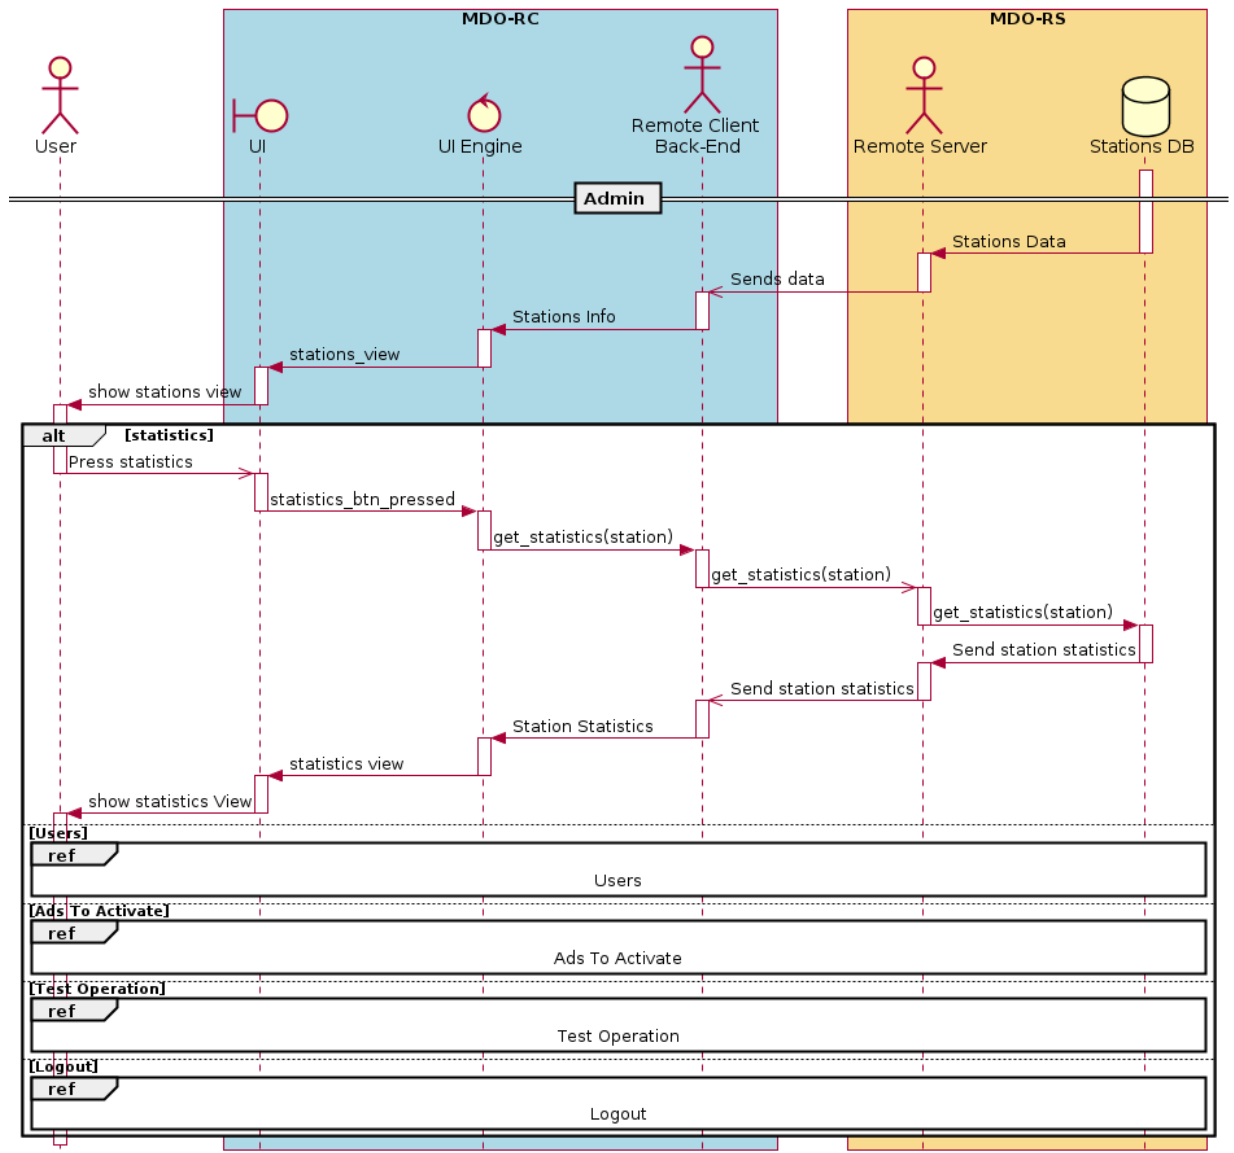 MDO-RC
MDO-RS
User
UI
UI Engine
Remote Client
Back-End
Remote Server
Stations DB
Admin
Stations Data
Sends data
Stations Info
stations_view
show stations view
alt
[statistics]
Press statistics
statistics_btn_pressed
get_statistics(station)
get_statistics(station)
get_statistics(station)
Send station statistics
Send station statistics
Station Statistics
statistics view
show statistics View
[Users]
ref
Users
[Ads To Activate]
ref
Ads To Activate
[Test Operation]
ref
Test Operation
[Logout]
ref
Logout